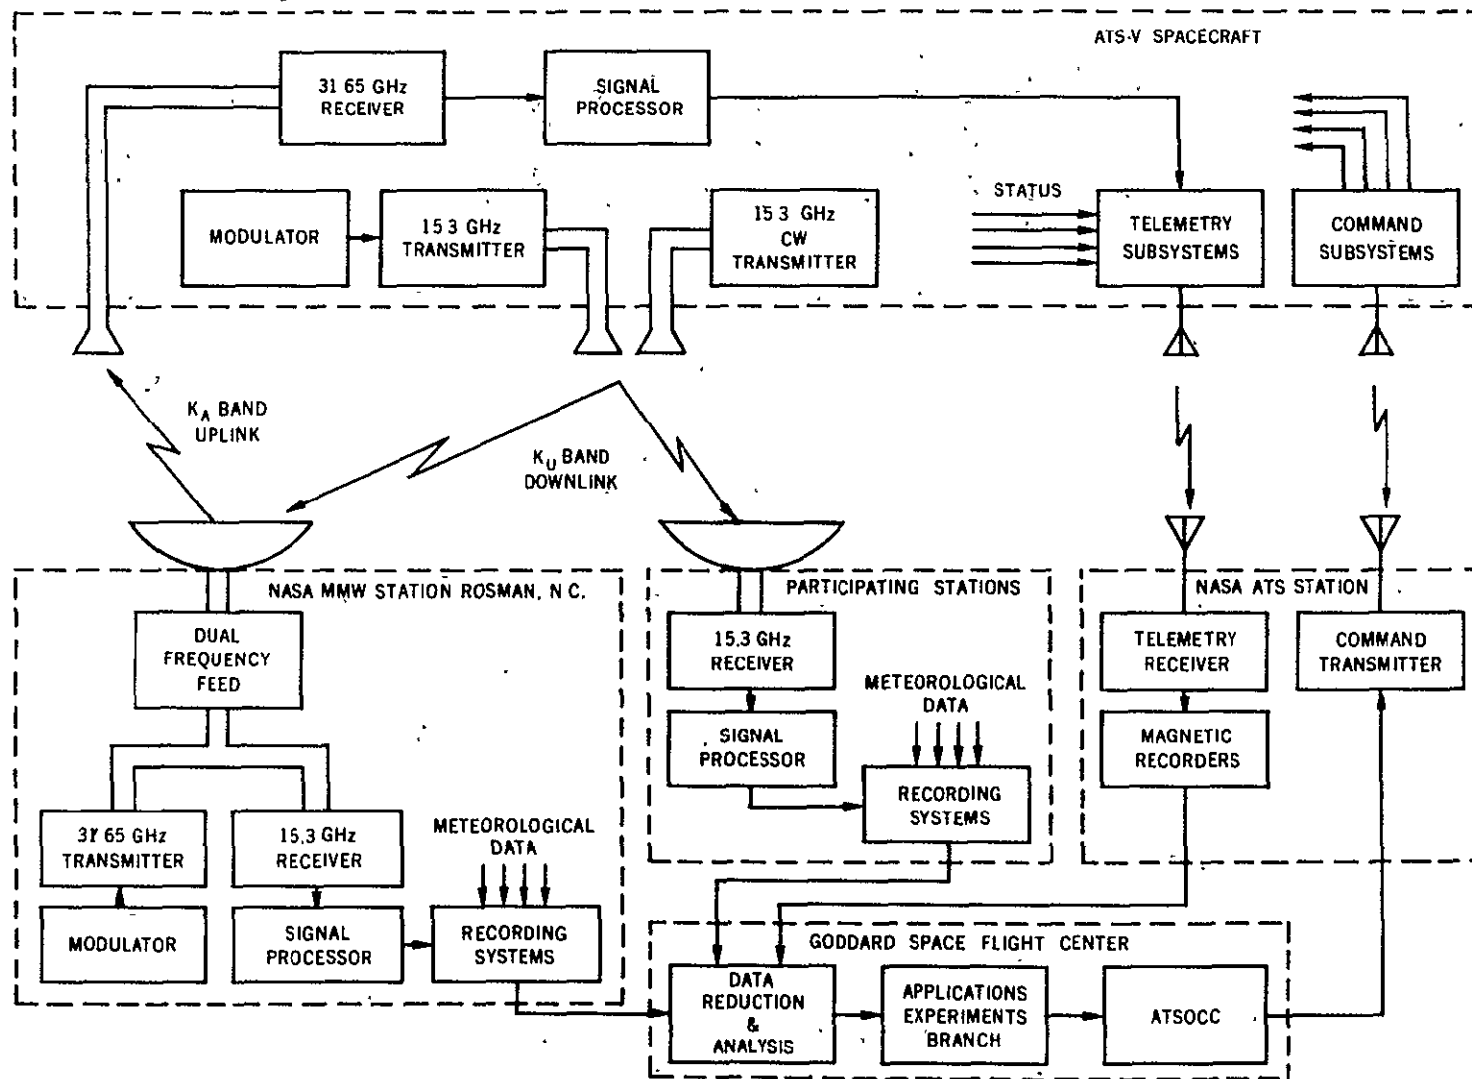 ATS-V SPACECRAFT
31 65 GHz
RECEIVER
SIGNAL
PROCESSOR
MODULATOR
15 3 GHz
TRANSMITTER
15 3 GHz
CW
TRANSMITTER
STATUS
TELEMETRY
SUBSYSTEMS
COMMAND
SUBSYSTEMS
KA BAND
UPLINK
KU BAND
DOWNLINK
NASA MMW STATION ROSMAN, N C.
DUAL
FREQUENCY
FEED
31 65 GHz
TRANSMITTER
15.3 GHz
RECEIVER
METEOROLOGICAL
DATA
MODULATOR
SIGNAL
PROCESSOR
RECORDING
SYSTEMS
PARTICIPATING STATIONS
15.3 GHz
RECEIVER
METEOROLOGICAL
DATA
SIGNAL
PROCESSOR
RECORDING
SYSTEMS
NASA ATS STATION
TELEMETRY
RECEIVER
COMMAND
TRANSMITTER
MAGNETIC
RECORDERS
GODDARD SPACE FLIGHT CENTER
DATA
REDUCTION
&
ANALYSIS
APPLICATIONS
EXPERIMENTS
BRANCH
ATSOCC